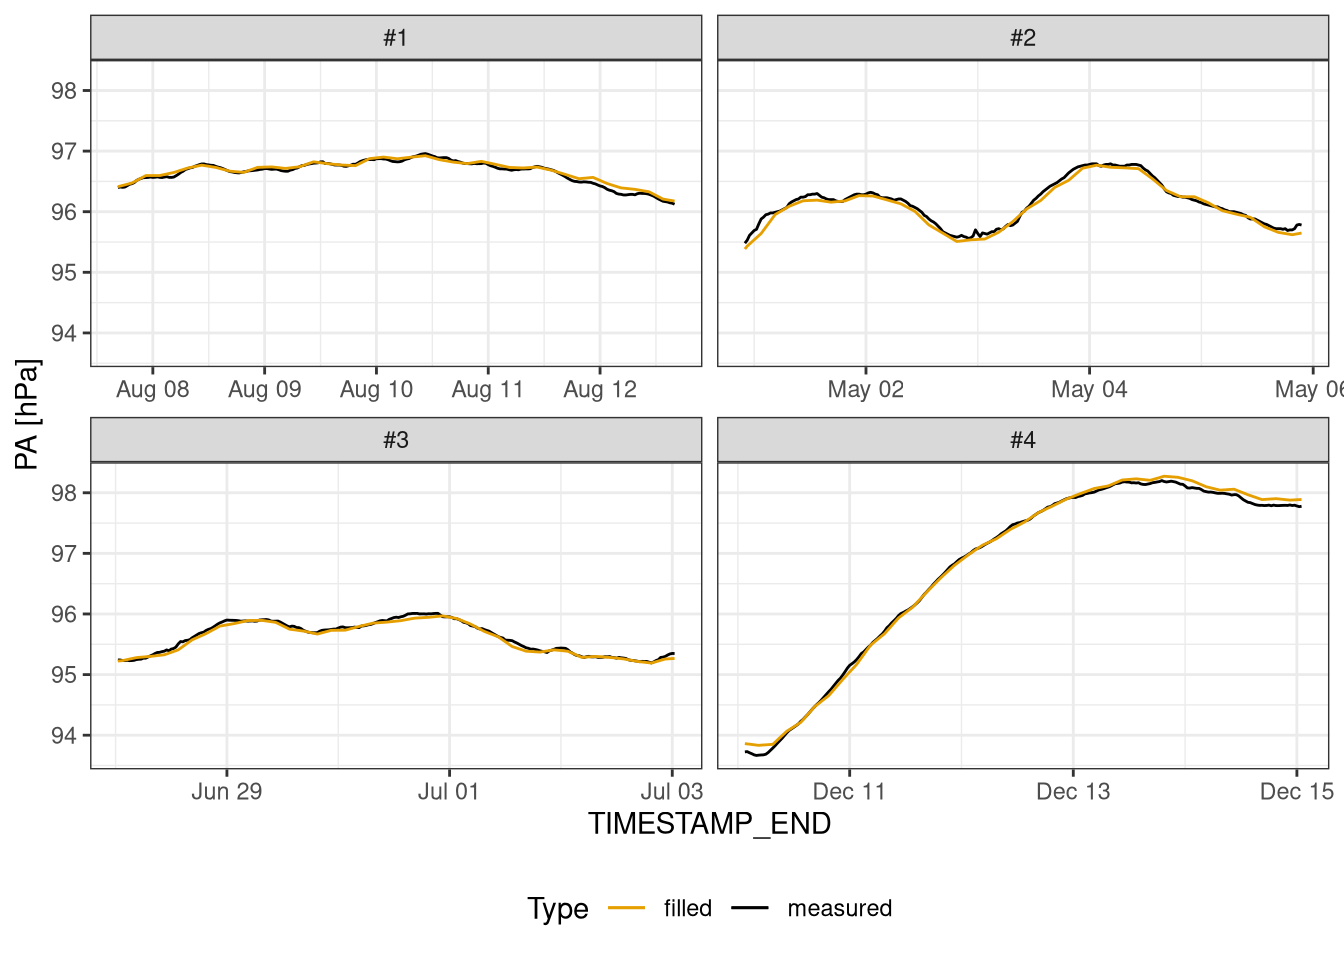 #1
#2
98
97
96
95
94
Aug 08 Aug 09 Aug 10 Aug 11 Aug 12
May 02 May 04 May 06
PA [hPa]
#3
#4
98
97
96
95
94
Jun 29 Jul 01 Jul 03
Dec 11 Dec 13 Dec 15
TIMESTAMP_END
Type filled measured